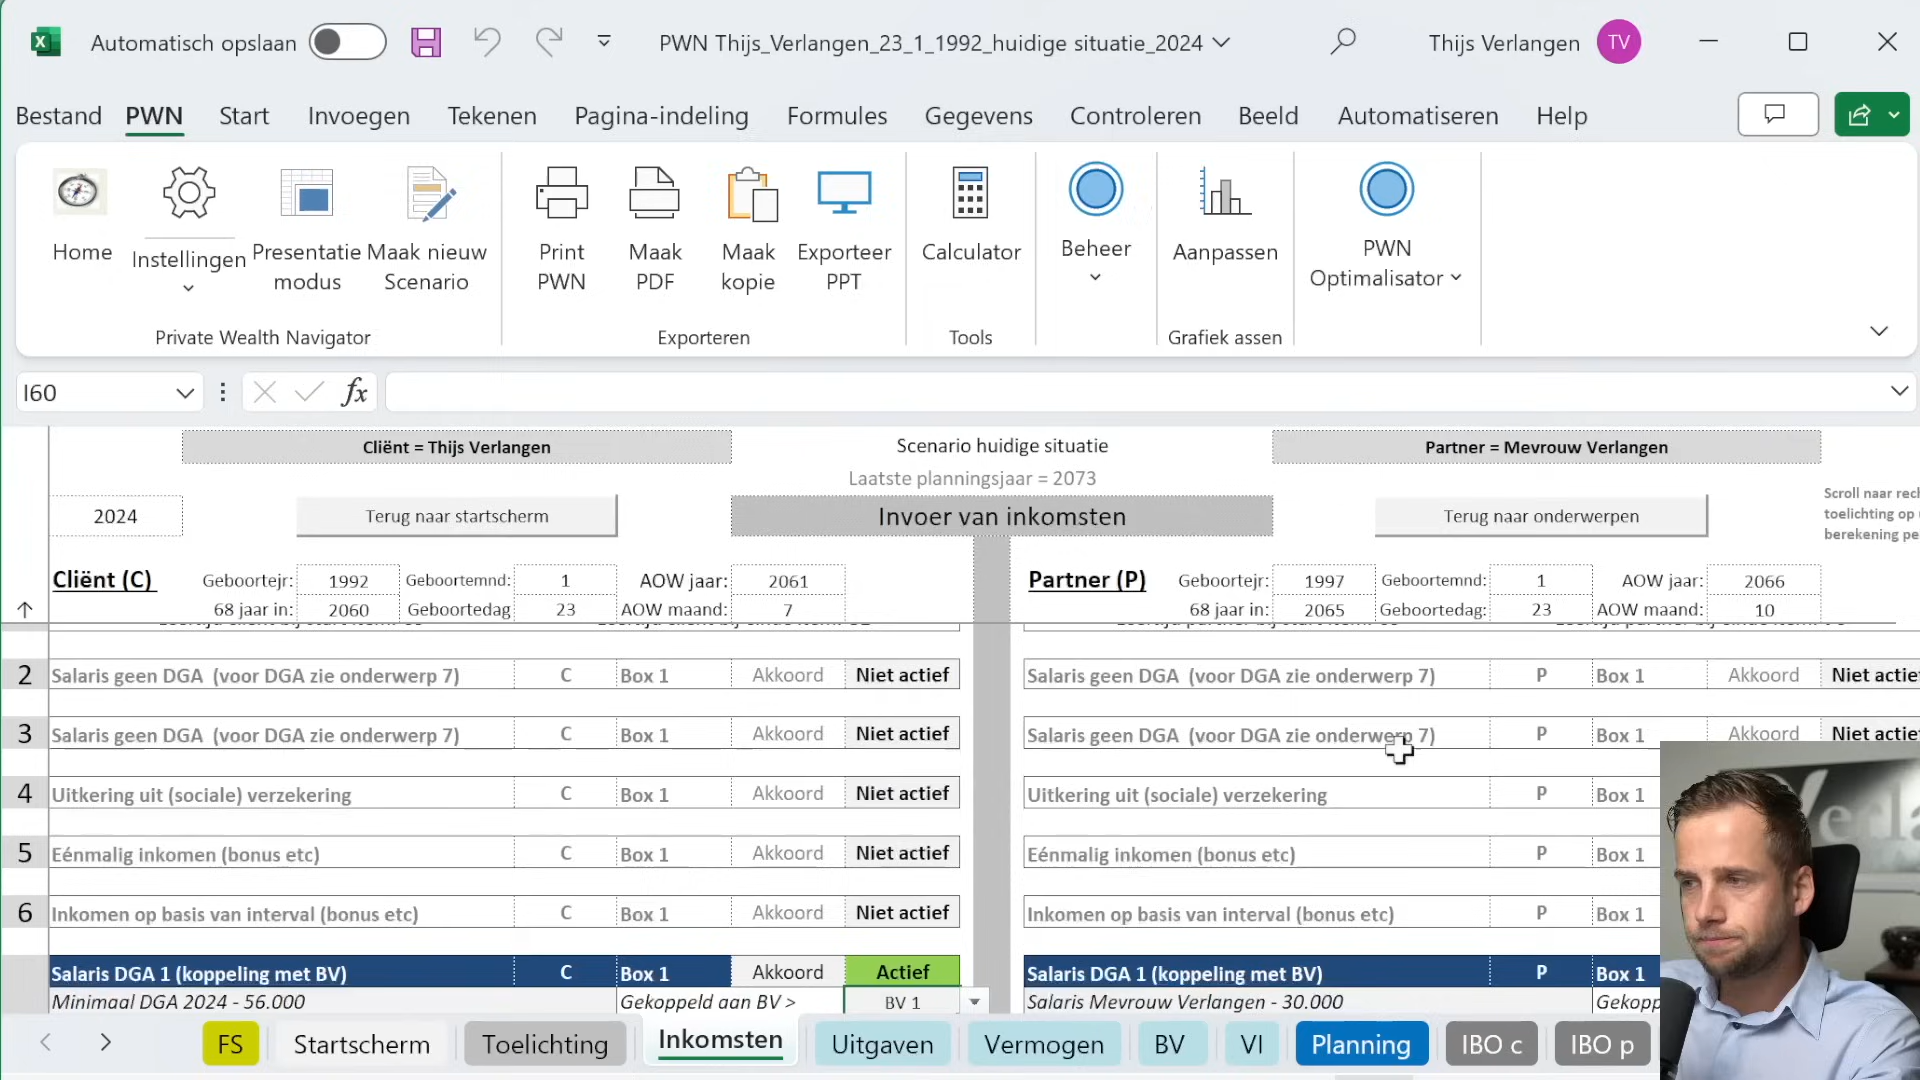 Automatisch opslaan
PWN Thijs_Verlangen_23_1_1992_huidige situatie_2024
Thijs Verlangen TV
Bestand PWN Start Invoegen Tekenen Pagina-indeling Formules Gegevens Controleren Beeld Automatiseren Help
Home
Instellingen
Presentatie modus
Maak nieuw Scenario
Private Wealth Navigator
Print PWN
Maak PDF
Maak kopie
Exporteer PPT
Exporteren
Calculator
Tools
Beheer
Aanpassen
Grafiek assen
PWN Optimalisator
I60
fx
Cliënt = Thijs Verlangen
Scenario huidige situatie
Partner = Mevrouw Verlangen
Laatste planningsjaar = 2073
2024
Terug naar startscherm
Invoer van inkomsten
Terug naar onderwerpen
Scroll naar
toelichting op
berekening
Cliënt (C) Geboortejr: 1992 Geboortemnd: 1 AOW jaar: 2061
68 jaar in: 2060 Geboortedag 23 AOW maand: 7
Partner (P) Geboortejr: 1997 Geboortemnd: 1 AOW jaar: 2066
68 jaar in: 2065 Geboortedag: 23 AOW maand: 10
2 Salaris geen DGA (voor DGA zie onderwerp 7) C Box 1 Akkoord Niet actief
Salaris geen DGA (voor DGA zie onderwerp 7) P Box 1 Akkoord Niet actief
3 Salaris geen DGA (voor DGA zie onderwerp 7) C Box 1 Akkoord Niet actief
Salaris geen DGA (voor DGA zie onderwerp 7) P Box 1 Akkoord Niet actief
4 Uitkering uit (sociale) verzekering C Box 1 Akkoord Niet actief
Uitkering uit (sociale) verzekering P Box 1
5 Eénmalig inkomen (bonus etc) C Box 1 Akkoord Niet actief
Eénmalig inkomen (bonus etc) P Box 1
6 Inkomen op basis van interval (bonus etc) C Box 1 Akkoord Niet actief
Inkomen op basis van interval (bonus etc) P Box 1
Salaris DGA 1 (koppeling met BV) C Box 1 Akkoord Actief
Salaris DGA 1 (koppeling met BV) P Box 1
Minimaal DGA 2024 - 56.000 Gekoppeld aan BV > BV 1
Salaris Mevrouw Verlangen - 30.000 Gekopp
FS Startscherm Toelichting Inkomsten Uitgaven Vermogen BV VI Planning IBO c IBO p